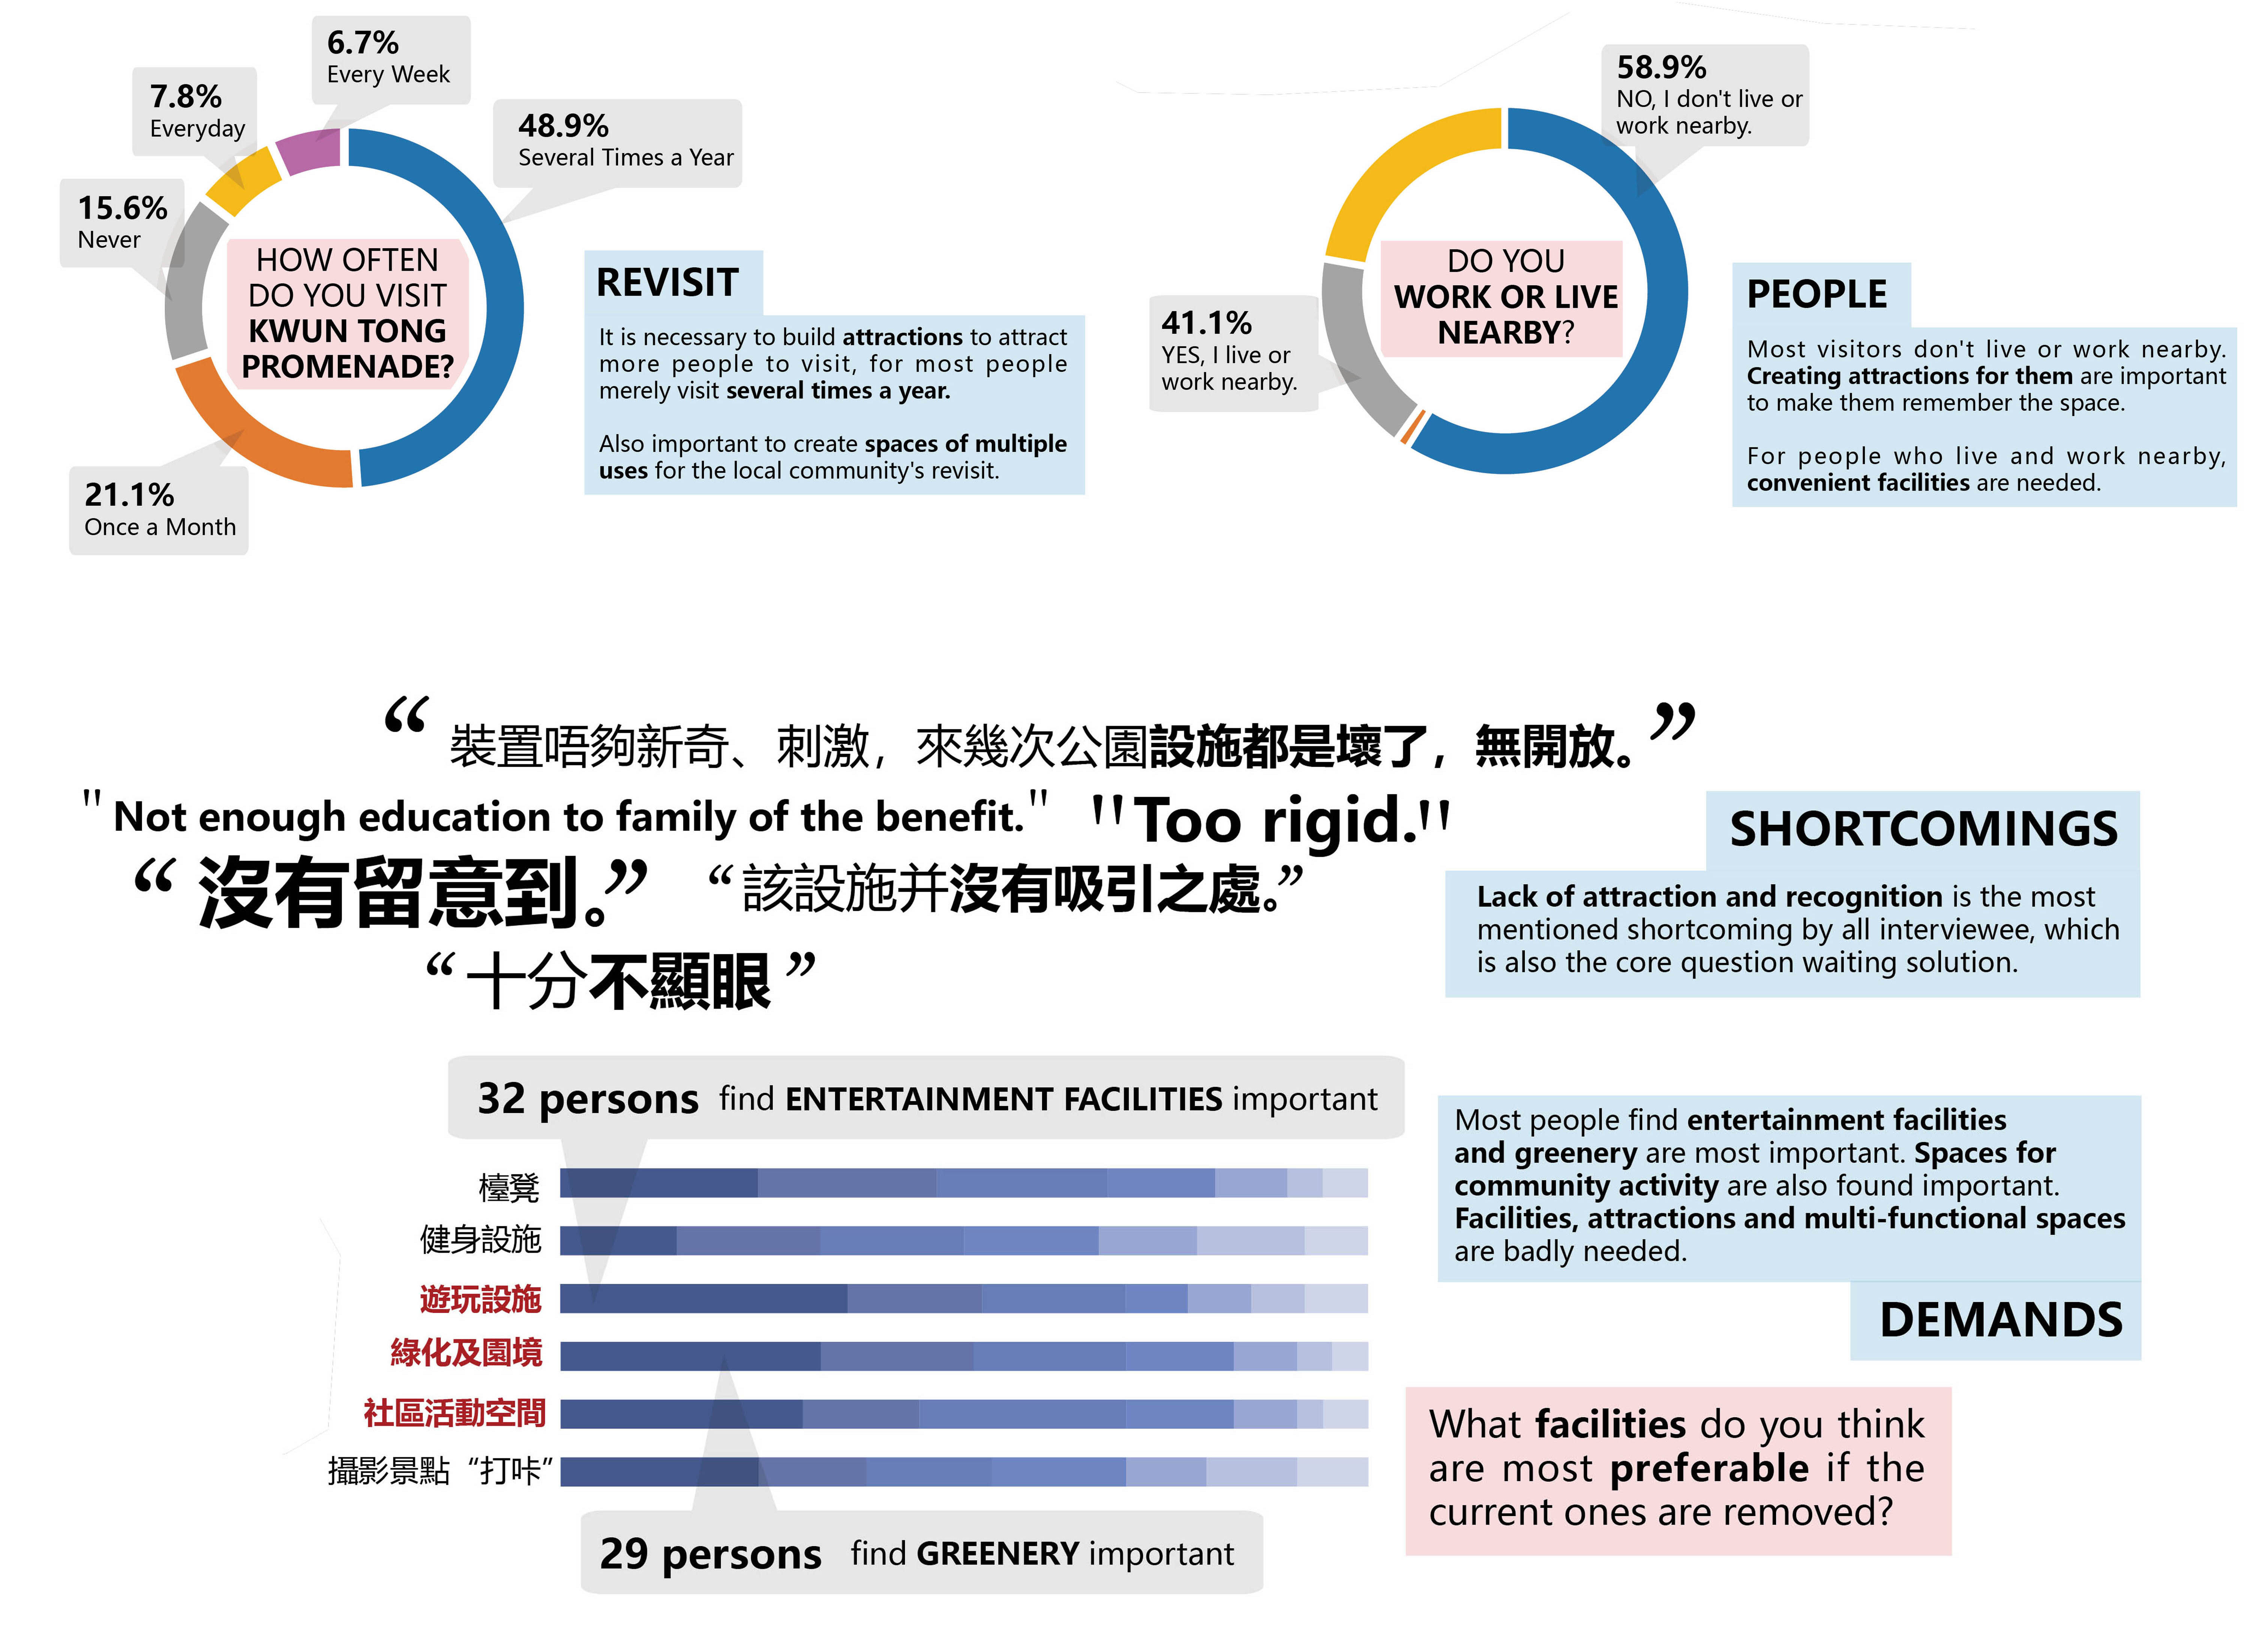 6.7%
Every Week
7.8%
Everyday
48.9%
Several Times a Year
15.6%
Never
HOW OFTEN
DO YOU VISIT
KWUN TONG
PROMENADE?
21.1%
Once a Month
REVISIT
It is necessary to build attractions to attract
more people to visit, for most people
merely visit several times a year.
Also important to create spaces of multiple
uses for the local community's revisit.
58.9%
NO, I don't live or
work nearby.
DO YOU
WORK OR LIVE
NEARBY?
41.1%
YES, I live or
work nearby.
PEOPLE
Most visitors don't live or work nearby.
Creating attractions for them are important
to make them remember the space.
For people who live and work nearby,
convenient facilities are needed.
“裝置唔夠新奇、刺激，來幾次公園設施都是壞了，無開放。”
"Not enough education to family of the benefit."
"Too rigid."
“沒有留意到。”
“該設施并沒有吸引之處。”
“十分不顯眼”
SHORTCOMINGS
Lack of attraction and recognition is the most
mentioned shortcoming by all interviewee, which
is also the core question waiting solution.
32 persons find ENTERTAINMENT FACILITIES important
檯凳
健身設施
遊玩設施
綠化及園境
社區活動空間
攝影景點“打咔”
29 persons find GREENERY important
Most people find entertainment facilities
and greenery are most important. Spaces for
community activity are also found important.
Facilities, attractions and multi-functional spaces
are badly needed.
DEMANDS
What facilities do you think
are most preferable if the
current ones are removed?